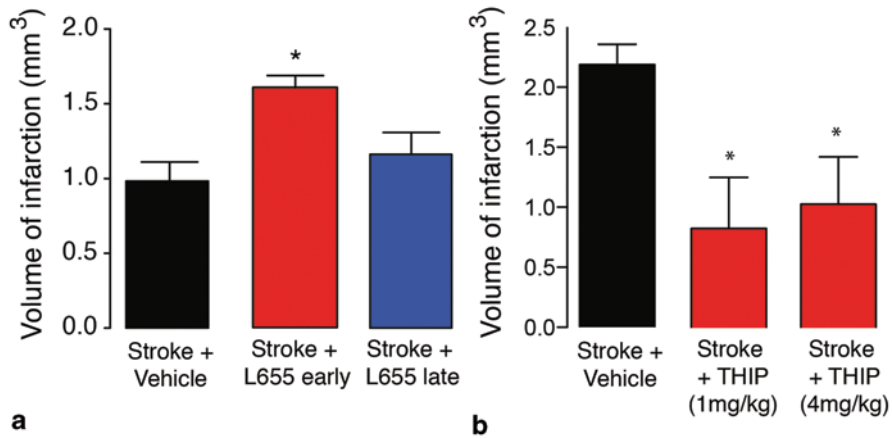 Volume of infarction (mm³)
2.0
1.5
1.0
0.5
0.0
*
Stroke +
Vehicle
Stroke +
L655 early
Stroke +
L655 late
a
Volume of infarction (mm³)
2.5
2.0
1.5
1.0
0.5
0.0
*
*
Stroke +
Vehicle
Stroke
+ THIP
(1mg/kg)
Stroke
+ THIP
(4mg/kg)
b